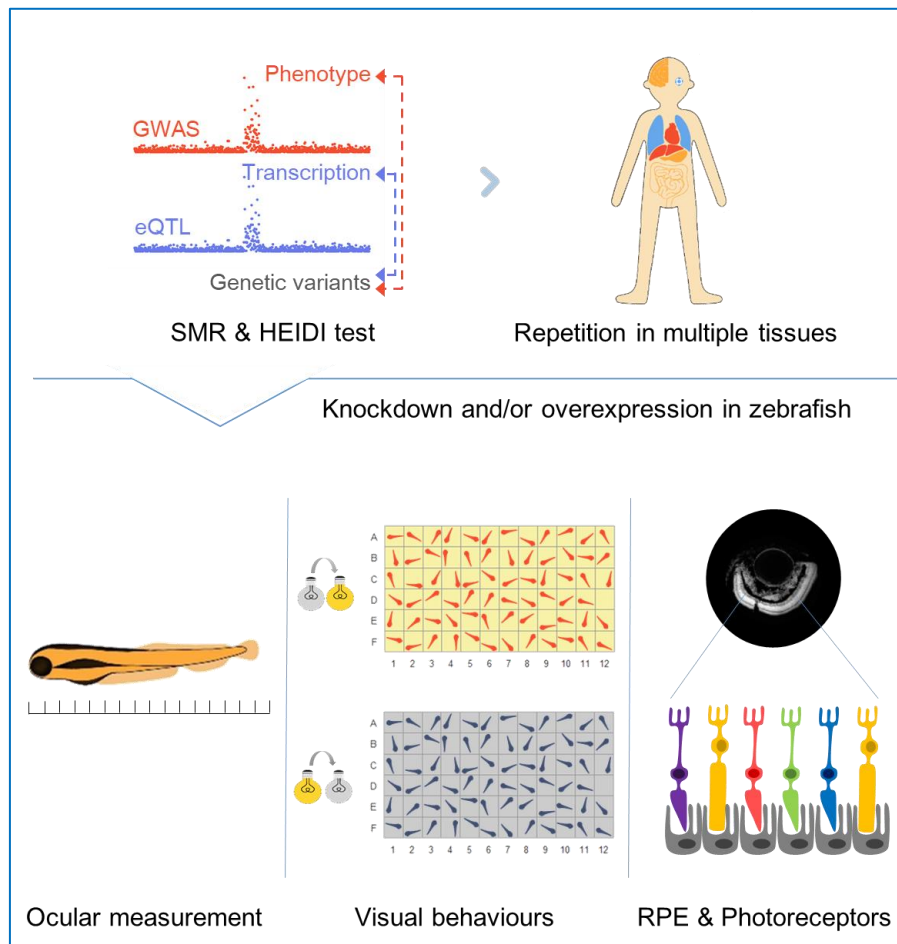 Phenotype
GWAS
Transcription
eQTL
Genetic variants
SMR & HEIDI test
Repetition in multiple tissues
Knockdown and/or overexpression in zebrafish
A
B
C
D
E
F
1 2 3 4 5 6 7 8 9 10 11 12
A
B
C
D
E
F
1 2 3 4 5 6 7 8 9 10 11 12
Ocular measurement
Visual behaviours
RPE & Photoreceptors